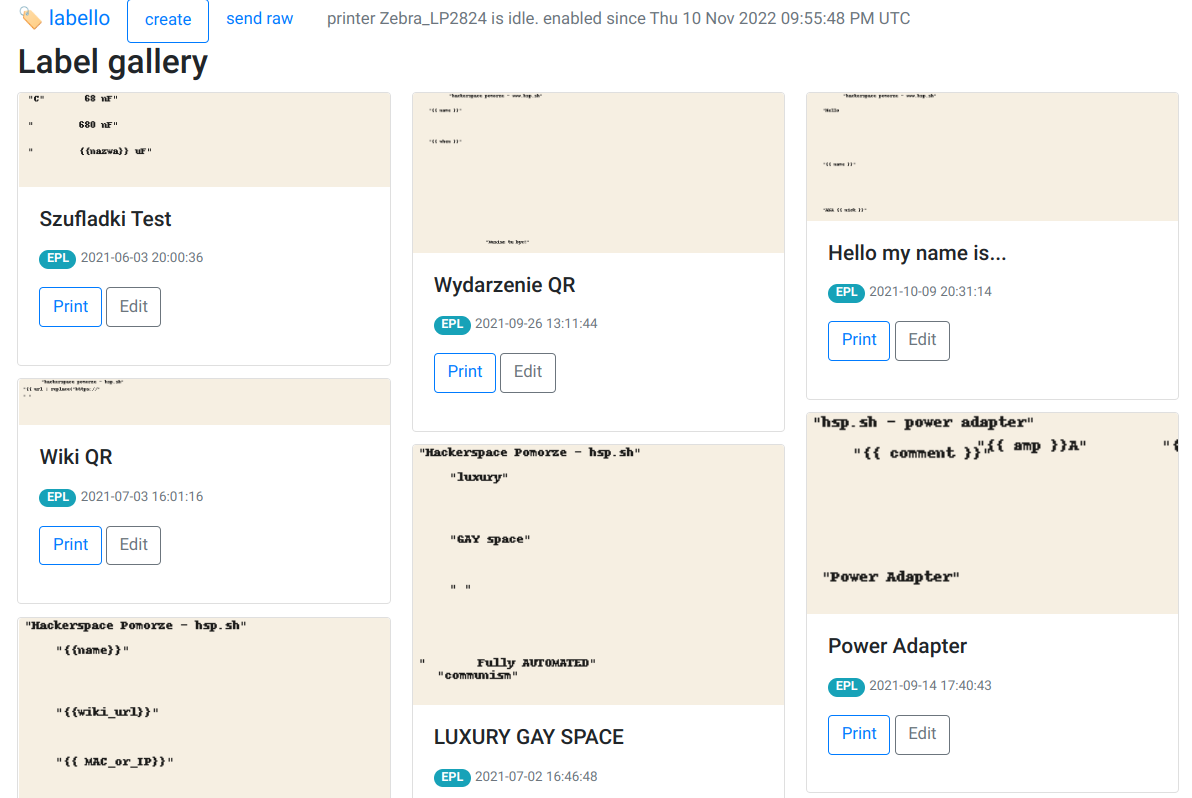 labello create send raw printer Zebra_LP2824 is idle. enabled since Thu 10 Nov 2022 09:55:48 PM UTC
Label gallery
"C" 68 nF"
" 680 nF"
" {{nazwa}} uF"
Szufladki Test
EPL 2021-06-03 20:00:36
Print Edit
"hackerspace pomorze - hsp.sh"
"{{ url | replace("https://"
" "
Wiki QR
EPL 2021-07-03 16:01:16
Print Edit
"Hackerspace Pomorze - hsp.sh"
"{{name}}"
"{{wiki_url}}"
"{{ MAC_or_IP}}"
"hackerspace pomorze - www.hsp.sh"
"{{ name }}"
"{{ when }}"
"Musisz tu być!"
Wydarzenie QR
EPL 2021-09-26 13:11:44
Print Edit
"Hackerspace Pomorze - hsp.sh"
"luxury"
"GAY space"
" "
" Fully AUTOMATED"
"communism"
LUXURY GAY SPACE
EPL 2021-07-02 16:46:48
"hackerspace pomorze - www.hsp.sh"
"Hello
"{{ name }}"
"AKA {{ nick }}"
Hello my name is...
EPL 2021-10-09 20:31:14
Print Edit
"hsp.sh - power adapter"
"{{ comment }}" "{{ amp }}A" "{
"Power Adapter"
Power Adapter
EPL 2021-09-14 17:40:43
Print Edit